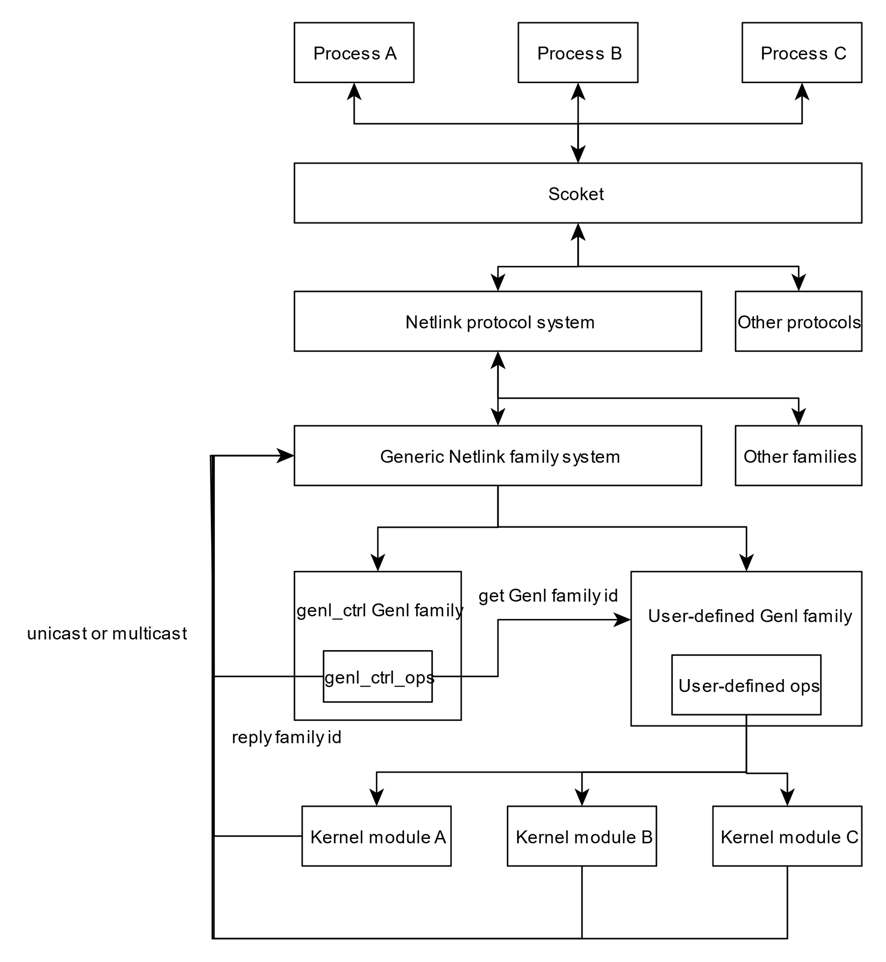 Process A
Process B
Process C
Scoket
Netlink protocol system
Other protocols
Generic Netlink family system
Other families
genl_ctrl Genl family
get Genl family id
User-defined Genl family
unicast or multicast
genl_ctrl_ops
User-defined ops
reply family id
Kernel module A
Kernel module B
Kernel module C